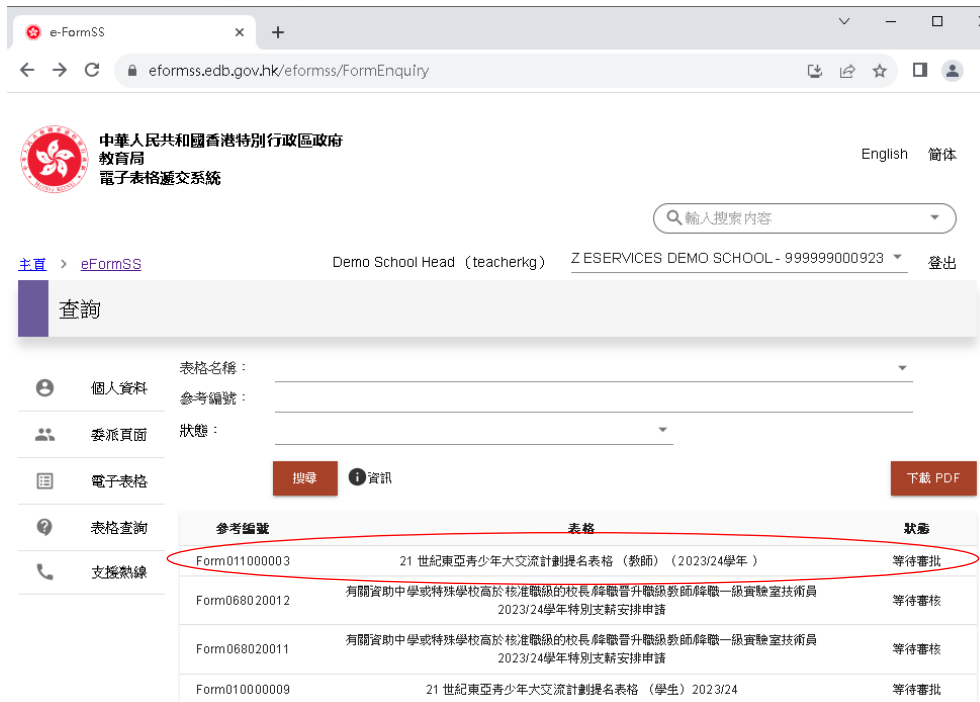 e-FormSS
eformss.edb.gov.hk/eformss/FormEnquiry
中華人民共和國香港特別行政區政府
教育局
電子表格遞交系統
English 簡体
輸入搜索内容
主頁 > eFormSS Demo School Head (teacherkg) Z ESERVICES DEMO SCHOOL - 999999000923 登出
查詢
個人資料
委派頁面
電子表格
表格查詢
支援熱線
表格名稱：
參考編號：
狀態：
搜尋 資訊 下載 PDF
參考編號 表格 狀態
Form011000003 21 世紀東亞青少年大交流計劃提名表格 （教師）（2023/24學年 ） 等待審批
Form068020012 有關資助中學或特殊學校高於核准職級的校長/降職晉升職級教師/降職一級實驗室技術員 2023/24學年特別支薪安排申請 等待審核
Form068020011 有關資助中學或特殊學校高於核准職級的校長/降職晉升職級教師/降職一級實驗室技術員 2023/24學年特別支薪安排申請 等待審核
Form010000009 21 世紀東亞青少年大交流計劃提名表格 （學生）2023/24 等待審批